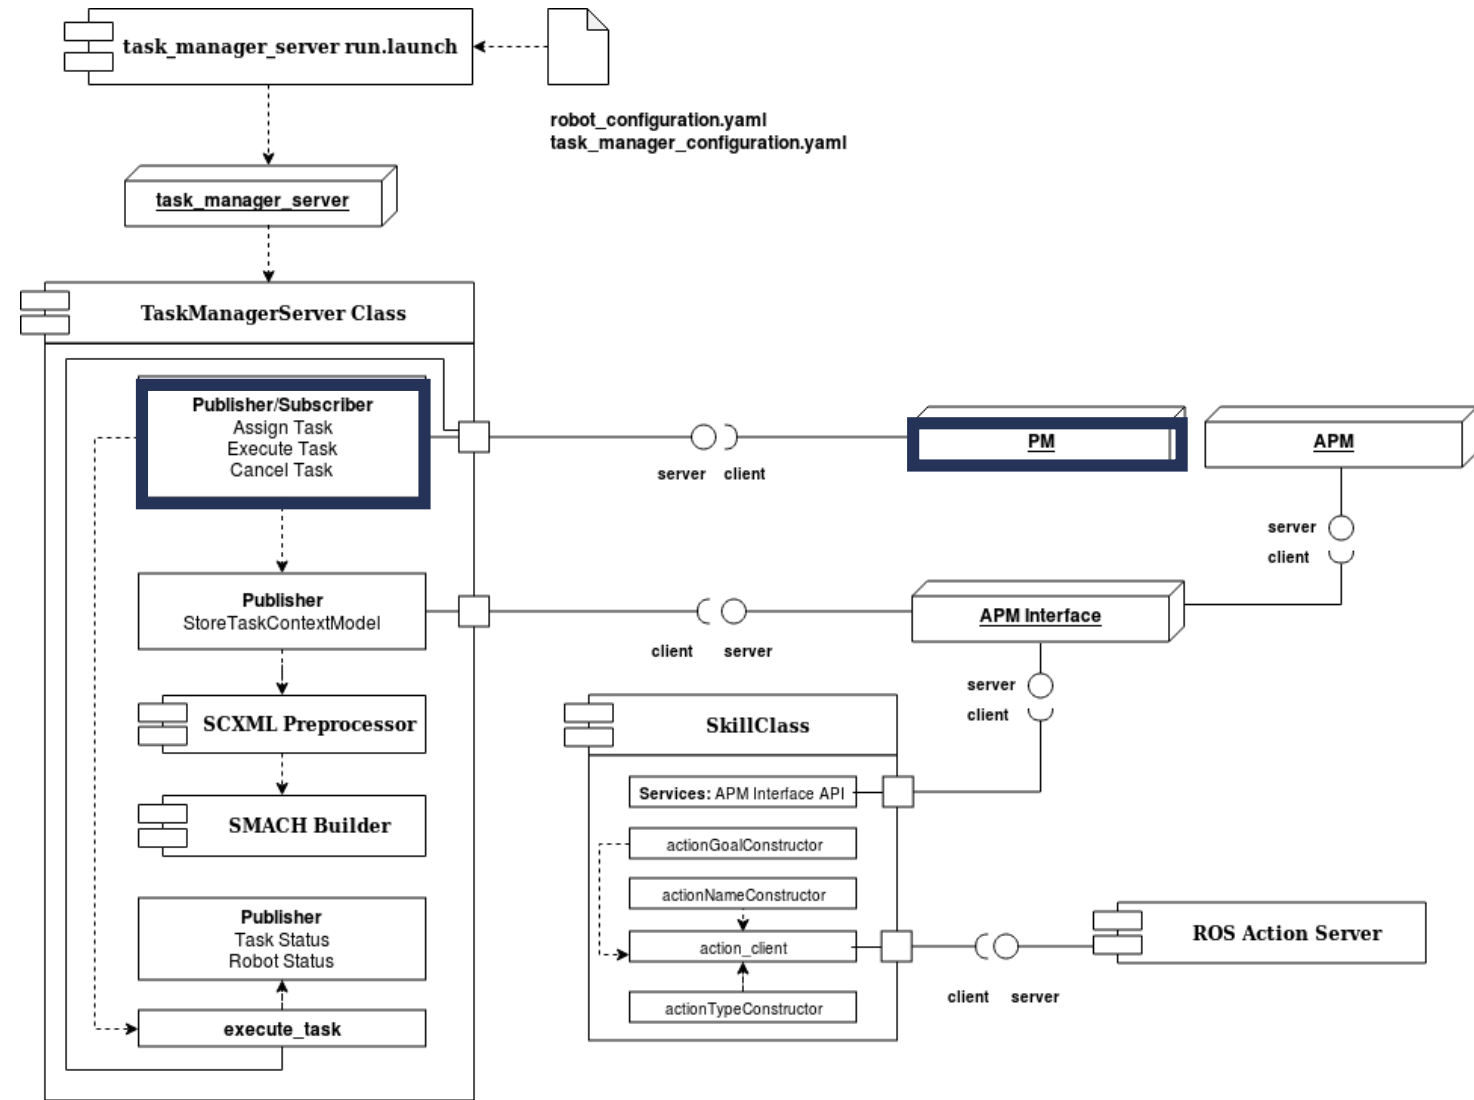 task_manager_server run.launch
robot_configuration.yaml
task_manager_configuration.yaml
task_manager_server
TaskManagerServer Class
Publisher/Subscriber
Assign Task
Execute Task
Cancel Task
server client
PM
APM
server
client
Publisher
StoreTaskContextModel
client server
APM Interface
server
client
SCXML Preprocessor
SMACH Builder
Publisher
Task Status
Robot Status
execute_task
SkillClass
Services: APM Interface API
actionGoalConstructor
actionNameConstructor
action_client
actionTypeConstructor
client server
ROS Action Server